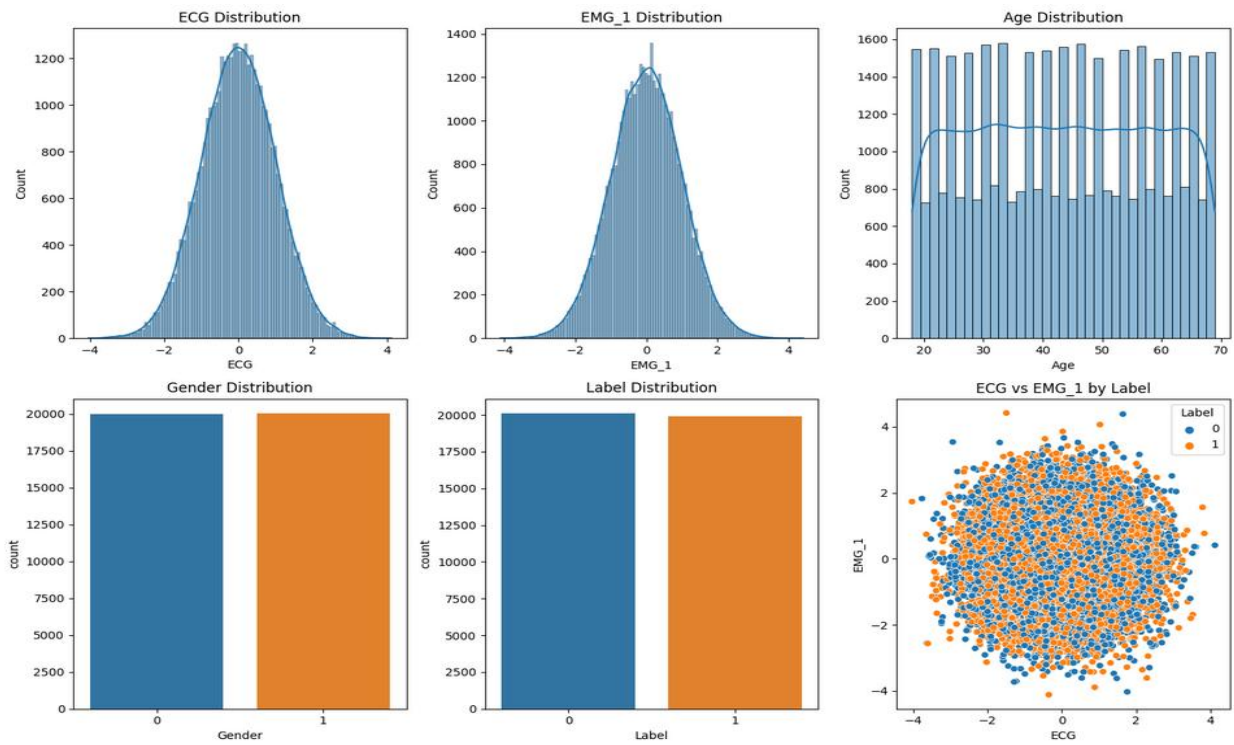 ECG Distribution
1200
1000
800
600
400
200
0
Count
−4 −2 0 2 4
ECG
EMG_1 Distribution
1400
1200
1000
800
600
400
200
0
Count
−4 −2 0 2 4
EMG_1
Age Distribution
1600
1400
1200
1000
800
600
400
200
0
Count
20 30 40 50 60 70
Age
Gender Distribution
20000
17500
15000
12500
10000
7500
5000
2500
0
count
0 1
Gender
Label Distribution
20000
17500
15000
12500
10000
7500
5000
2500
0
count
0 1
Label
ECG vs EMG_1 by Label
Label
0
1
4
2
0
−2
−4
EMG_1
−4 −2 0 2 4
ECG